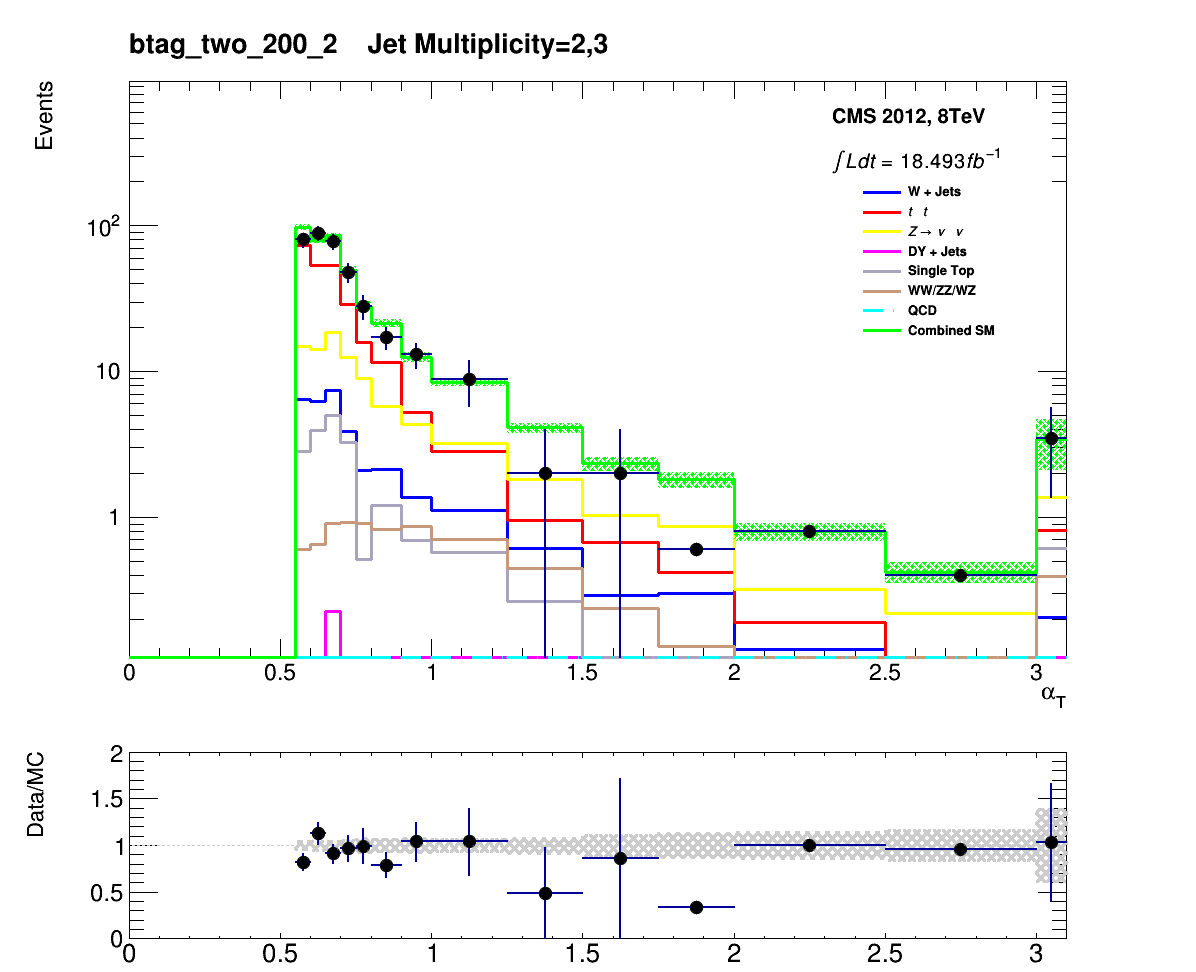 btag_two_200_2    Jet Multiplicity=2,3
Events
CMS 2012, 8TeV
∫Ldt = 18.493fb⁻¹
W + Jets
t t
Z → ν ν
DY + Jets
Single Top
WW/ZZ/WZ
QCD
Combined SM
10²
10
1
0 0.5 1 1.5 2 2.5 3
α_T
Data/MC
2
1.5
1
0.5
0
0 0.5 1 1.5 2 2.5 3